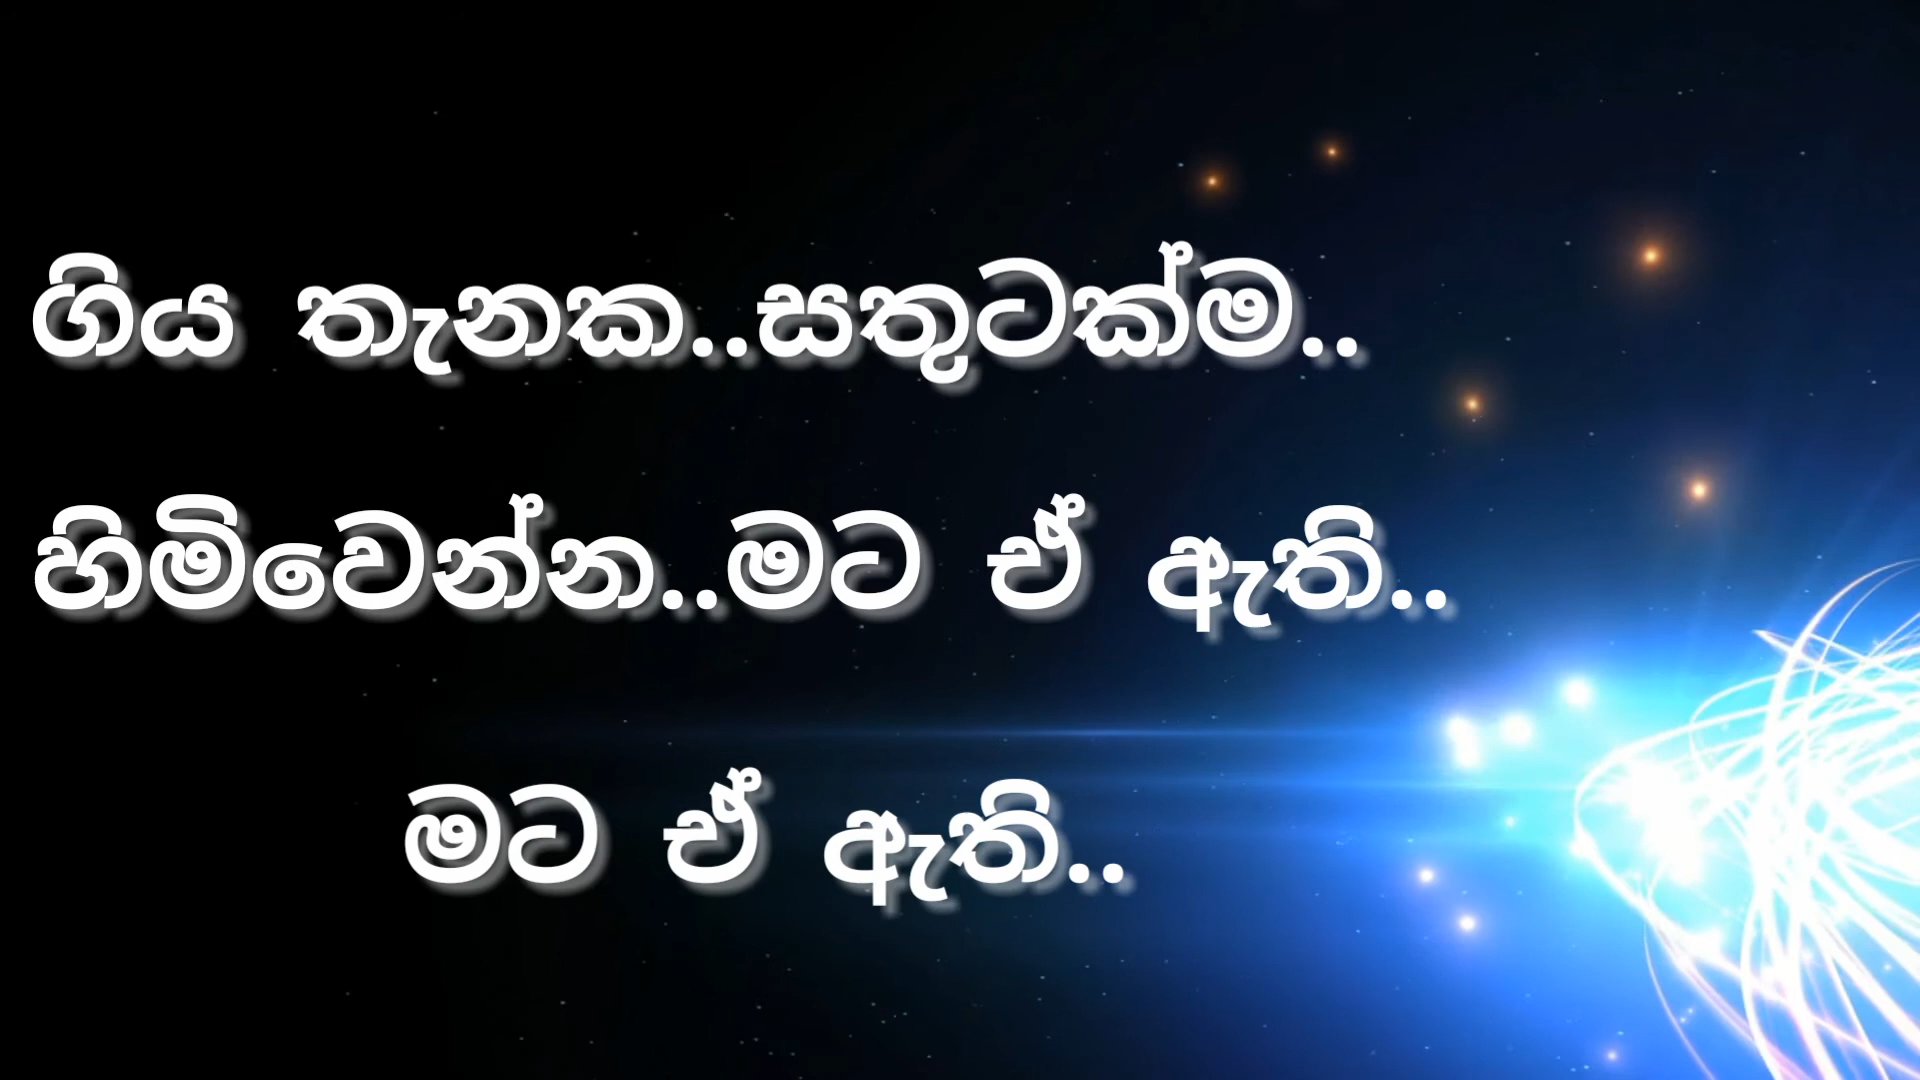 ගිය තැනක..සතුටක්ම..
හිමිවෙන්න..මට ඒ ඇති..
මට ඒ ඇති..